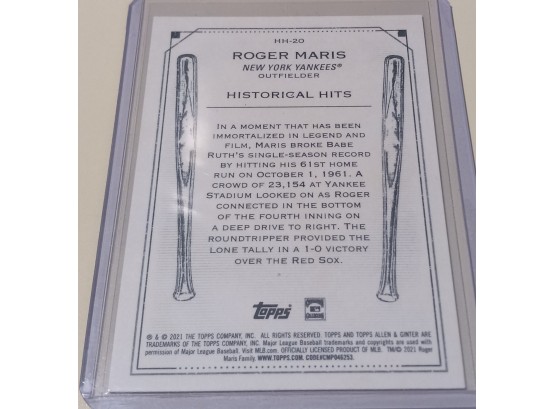 HH-20
ROGER MARIS
NEW YORK YANKEES®
OUTFIELDER
HISTORICAL HITS
IN A MOMENT THAT HAS BEEN
IMMORTALIZED IN LEGEND AND
FILM, MARIS BROKE BABE
RUTH'S SINGLE-SEASON RECORD
BY HITTING HIS 61ST HOME
RUN ON OCTOBER 1, 1961. A
CROWD OF 23,154 AT YANKEE
STADIUM LOOKED ON AS ROGER
CONNECTED IN THE BOTTOM
OF THE FOURTH INNING ON
A DEEP DRIVE TO RIGHT. THE
ROUNDTRIPPER PROVIDED THE
LONE TALLY IN A 1-0 VICTORY
OVER THE RED SOX.
Topps
® & © 2021 THE TOPPS COMPANY, INC. ALL RIGHTS RESERVED. TOPPS AND TOPPS ALLEN & GINTER ARE
TRADEMARKS OF THE TOPPS COMPANY, INC. Major League Baseball trademarks and copyrights are used with
permission of Major League Baseball. Visit MLB.com. OFFICIALLY LICENSED PRODUCT OF MLB. TM/© 2021 Roger
Maris Family. WWW.TOPPS.COM. CODE#CMP046253.